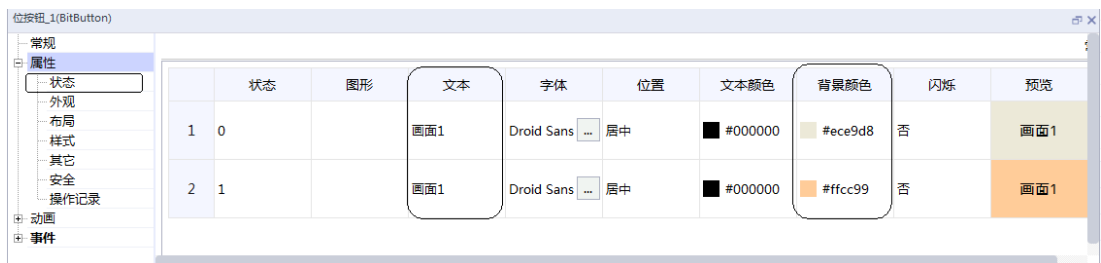 位按钮_1(BitButton)
常规
属性
状态
外观
布局
样式
其它
安全
操作记录
动画
事件
状态 图形 文本 字体 位置 文本颜色 背景颜色 闪烁 预览
1 0 画面1 Droid Sans ... 居中 #000000 #ece9d8 否 画面1
2 1 画面1 Droid Sans ... 居中 #000000 #ffcc99 否 画面1